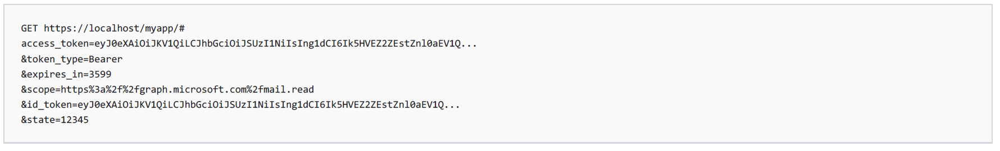 GET https://localhost/myapp/#
access_token=eyJ0eXAiOiJKV1QiLCJhbGciOiJSUzI1NiIsIng1dCI6Ik5HVEZ2ZEstZnl0aEV1Q...
&token_type=Bearer
&expires_in=3599
&scope=https%3a%2f%2fgraph.microsoft.com%2fmail.read
&id_token=eyJ0eXAiOiJKV1QiLCJhbGciOiJSUzI1NiIsIng1dCI6Ik5HVEZ2ZEstZnl0aEV1Q...
&state=12345